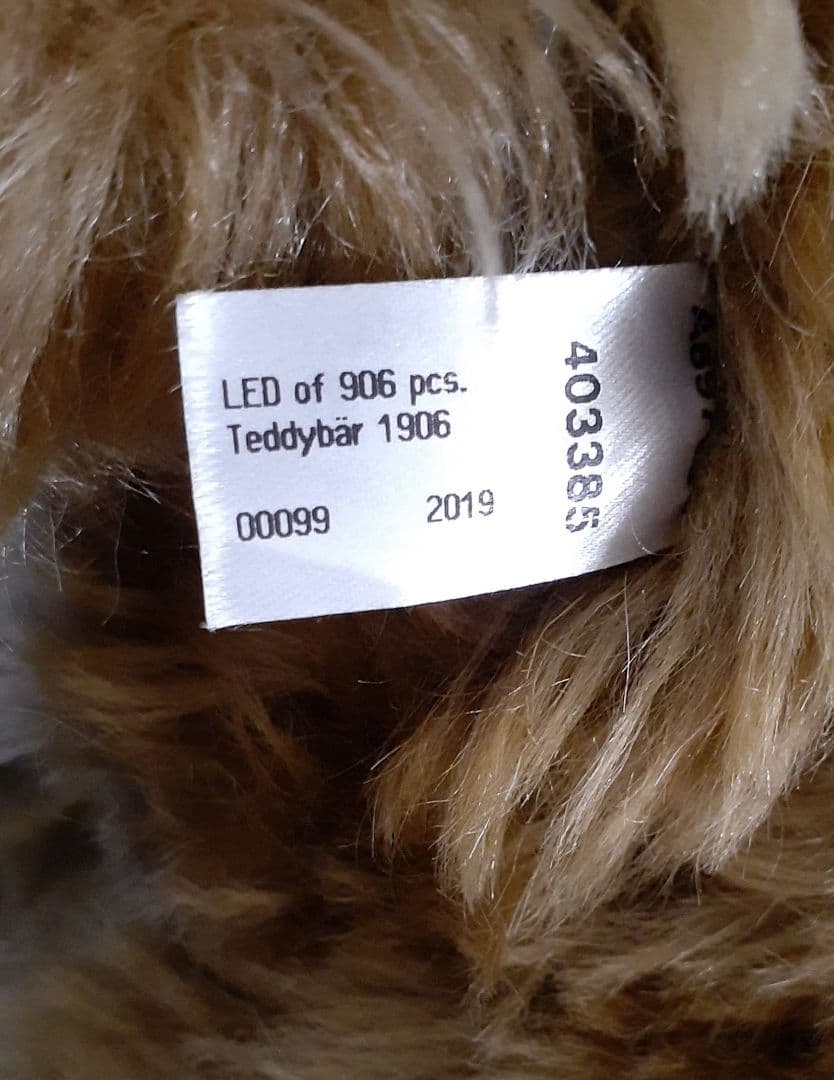 LED of 906 pcs.
Teddybär 1906
00099 2019
403385